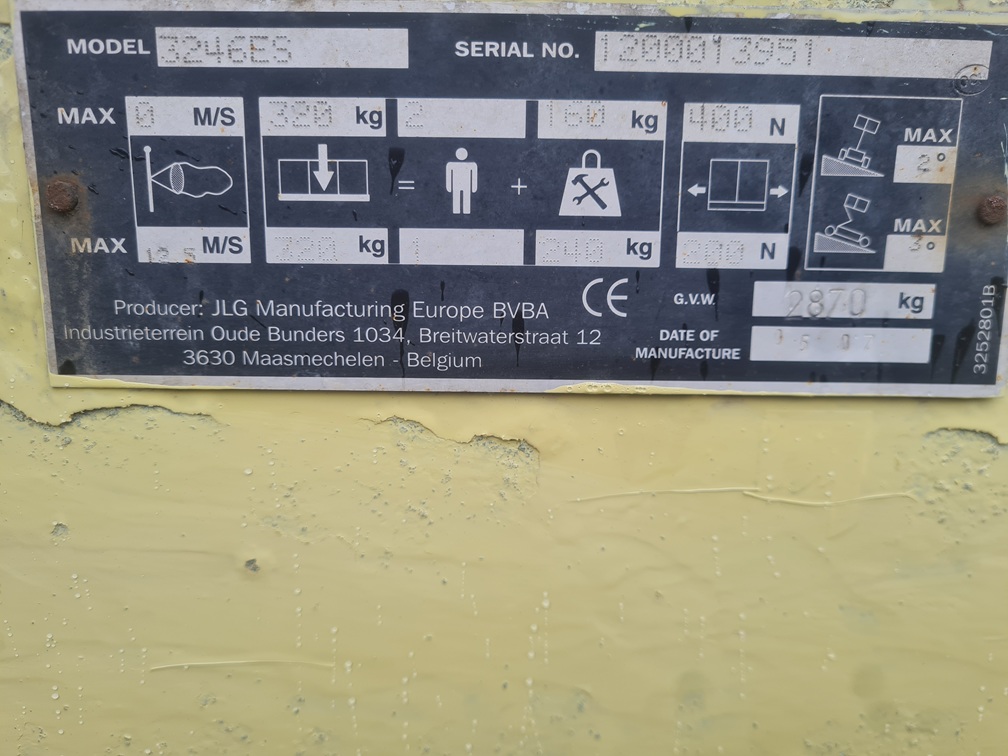 MODEL 3246ES SERIAL NO. 1200013951
MAX 0 M/S 320 kg 2 160 kg 400 N MAX 2°
= +
MAX 12.5 M/S 320 kg 1 240 kg 200 N MAX 3°
Producer: JLG Manufacturing Europe BVBA CE G.V.W. 2870 kg
Industrieterrein Oude Bunders 1034, Breitwaterstraat 12 DATE OF
3630 Maasmechelen - Belgium MANUFACTURE
3252801B